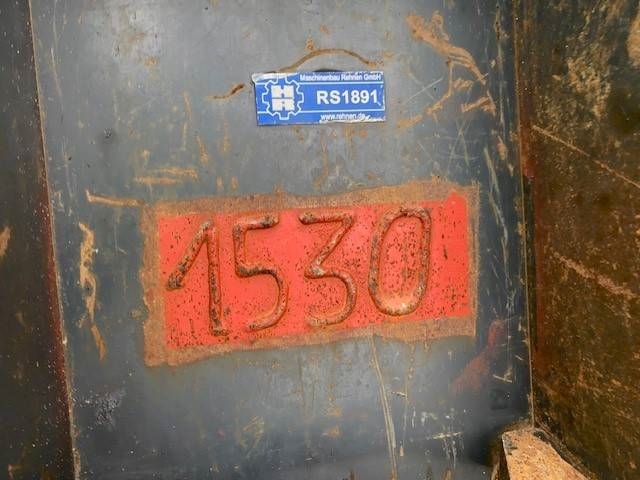 Maschinenbau Rehnen GmbH
RS1891
www.rehnen.de
1530